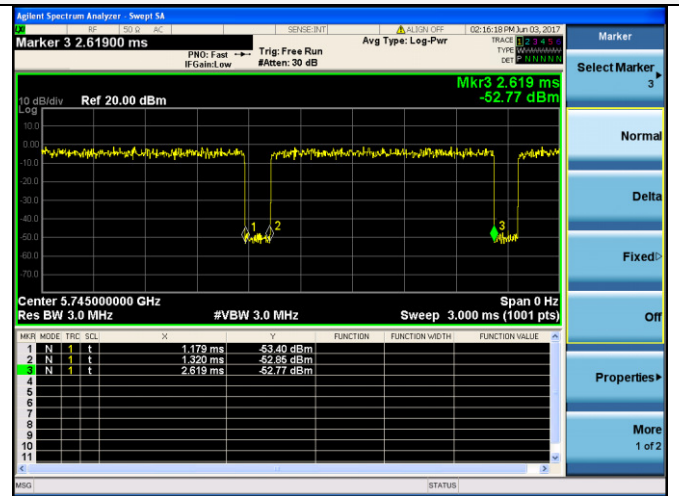 Agilent Spectrum Analyzer - Swept SA
RF 50 Ω AC SENSE:INT ALIGN OFF 02:16:18 PM Jun 03, 2017
Marker 3 2.61900 ms
PNO: Fast Trig: Free Run Avg Type: Log-Pwr TRACE 1 2 3 4 5 6
IFGain:Low #Atten: 30 dB TYPE
DET P N N N N N
Mkr3 2.619 ms
-52.77 dBm
10 dB/div Ref 20.00 dBm
Log
10.0
0.00
-10.0
-20.0
-30.0
-40.0
-50.0
-60.0
-70.0
1 2 3
Center 5.745000000 GHz Span 0 Hz
Res BW 3.0 MHz #VBW 3.0 MHz Sweep 3.000 ms (1001 pts)
MKR MODE TRC SCL X Y FUNCTION FUNCTION WIDTH FUNCTION VALUE
1 N 1 t 1.179 ms -53.40 dBm
2 N 1 t 1.320 ms -52.85 dBm
3 N 1 t 2.619 ms -52.77 dBm
4
5
6
7
8
9
10
11
MSG STATUS
Marker
Select Marker
3
Normal
Delta
Fixed
Off
Properties
More
1 of 2